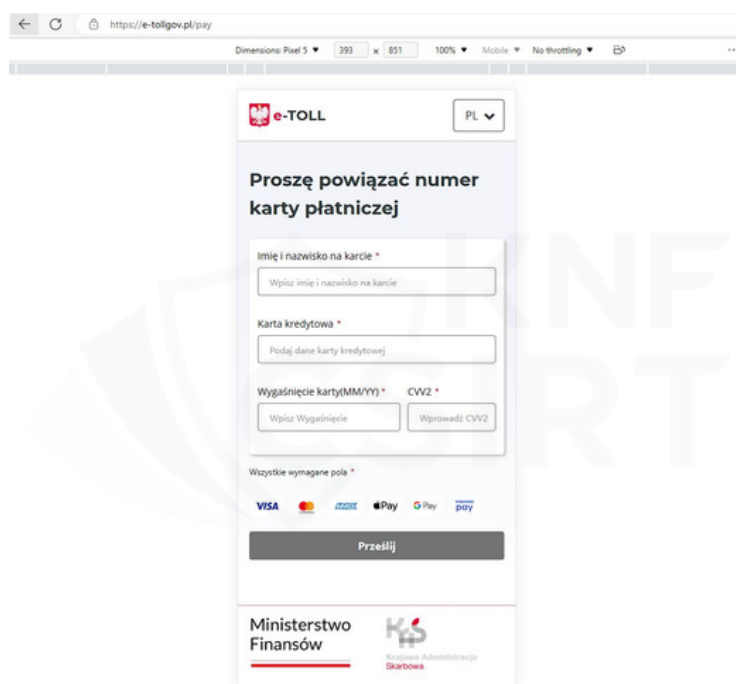 https://e-tollgov.pl/pay
Dimensions: Pixel 5 ▼ 393 x 851 100% ▼ Mobile ▼ No throttling ▼
e-TOLL
PL
Proszę powiązać numer
karty płatniczej
Imię i nazwisko na karcie *
Wpisz imię i nazwisko na karcie
Karta kredytowa *
Podaj dane karty kredytowej
Wygaśnięcie karty(MM/YY) * CVV2 *
Wpisz Wygaśnięcie Wprowadź CVV2
Wszystkie wymagane pola *
VISA Pay G Pay pay
Prześlij
Ministerstwo
Finansów
KAS
Krajowa Administracja
Skarbowa
KNF
CSIRT